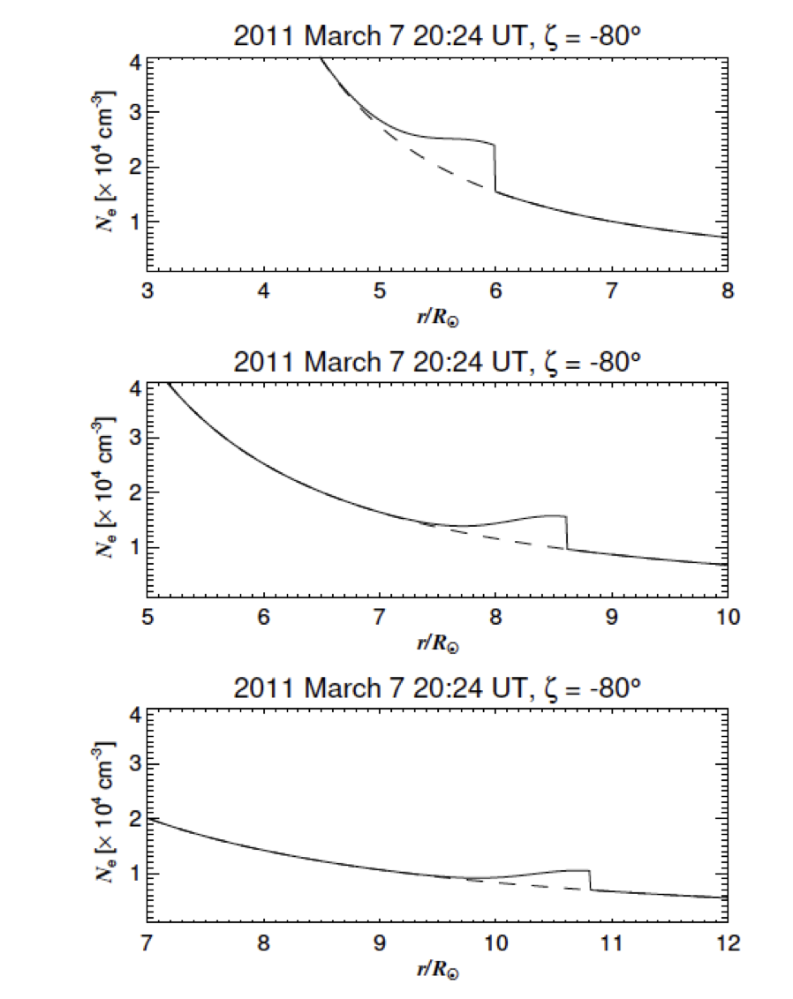 2011 March 7 20:24 UT, ζ = -80°
4
3
2
1
Nₑ [× 10⁴ cm⁻³]
3 4 5 6 7 8
r/R☉
2011 March 7 20:24 UT, ζ = -80°
4
3
2
1
Nₑ [× 10⁴ cm⁻³]
5 6 7 8 9 10
r/R☉
2011 March 7 20:24 UT, ζ = -80°
4
3
2
1
Nₑ [× 10⁴ cm⁻³]
7 8 9 10 11 12
r/R☉